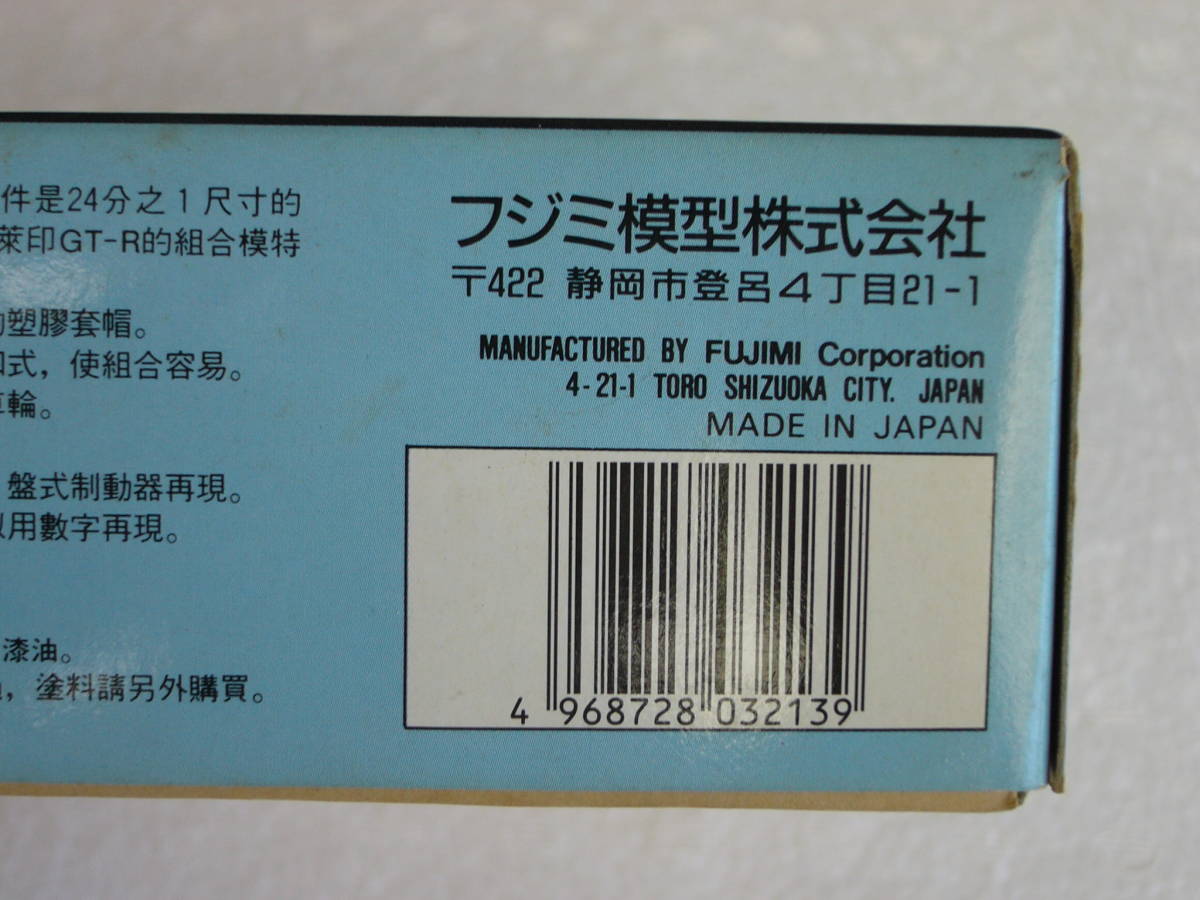 件是24分之1尺寸的
萊印GT-R的組合模特
塑膠套帽。
式，使組合容易。
輪。
盤式制動器再現。
用數字再現。
漆油。
，塗料請另外購買。
フジミ模型株式会社
〒422 静岡市登呂4丁目21-1
MANUFACTURED BY FUJIMI Corporation
4-21-1 TORO SHIZUOKA CITY. JAPAN
MADE IN JAPAN
4 968728 032139